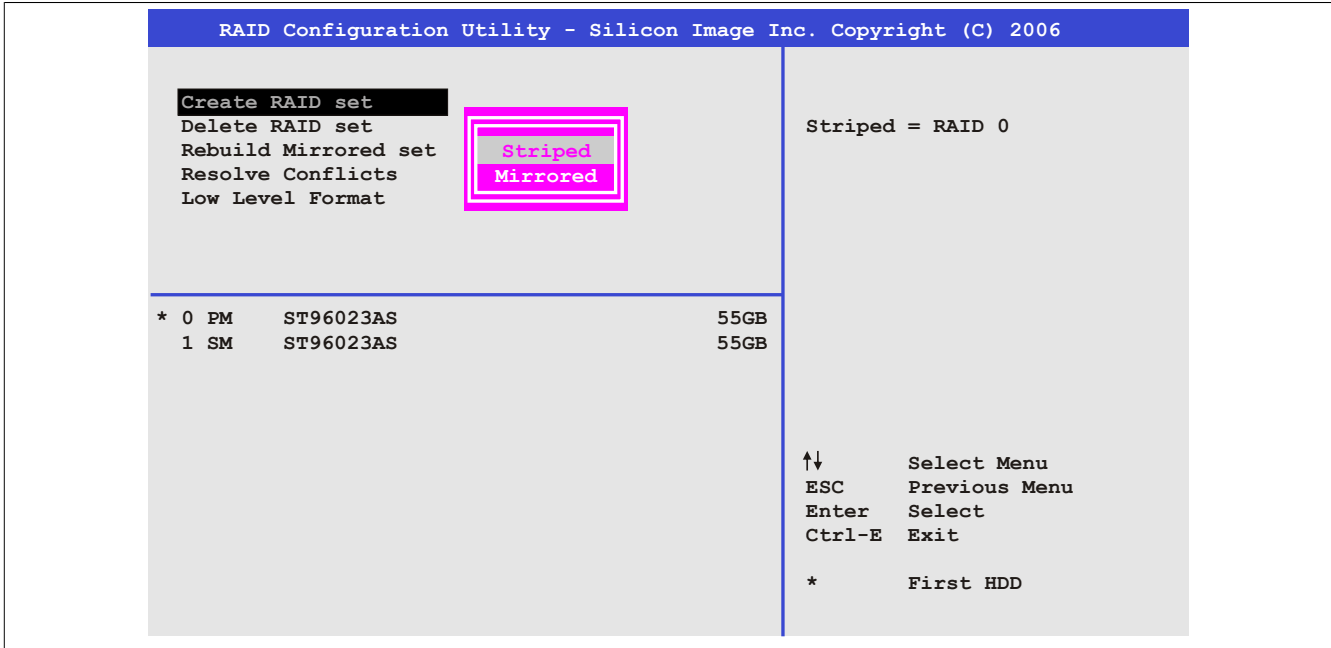 RAID Configuration Utility - Silicon Image Inc. Copyright (C) 2006
Create RAID set
Delete RAID set
Rebuild Mirrored set
Resolve Conflicts
Low Level Format
Striped
Mirrored
Striped = RAID 0
* 0 PM ST96023AS 55GB
1 SM ST96023AS 55GB
↑↓ Select Menu
ESC Previous Menu
Enter Select
Ctrl-E Exit
* First HDD